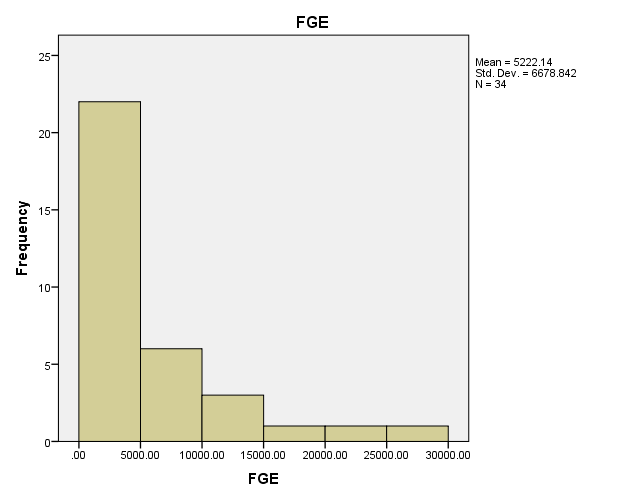 FGE
Mean = 5222.14
Std. Dev. = 6678.842
N = 34
Frequency
25
20
15
10
5
0
.00 5000.00 10000.00 15000.00 20000.00 25000.00 30000.00
FGE